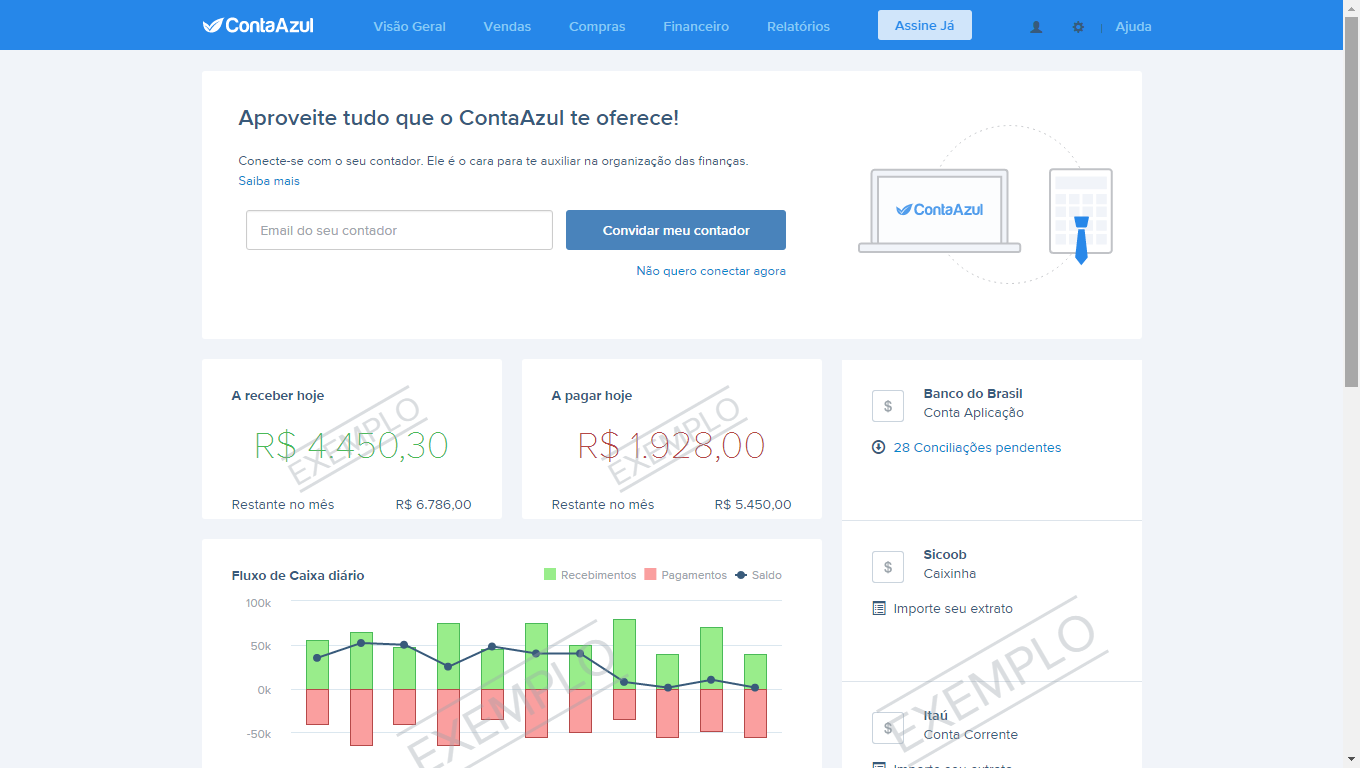 ContaAzul
Visão Geral
Vendas
Compras
Financeiro
Relatórios
Assine Já
Ajuda
Aproveite tudo que o ContaAzul te oferece!
Conecte-se com o seu contador. Ele é o cara para te auxiliar na organização das finanças.
Saiba mais
Email do seu contador
Convidar meu contador
Não quero conectar agora
ContaAzul
A receber hoje
R$ 4.450,30
EXEMPLO
Restante no mês R$ 6.786,00
A pagar hoje
R$ 1.928,00
EXEMPLO
Restante no mês R$ 5.450,00
$
Banco do Brasil
Conta Aplicação
28 Conciliações pendentes
$
Sicoob
Caixinha
Importe seu extrato
$
Itaú
Conta Corrente
Importe seu extrato
EXEMPLO
Fluxo de Caixa diário
Recebimentos Pagamentos Saldo
100k
50k
0k
-50k
EXEMPLO